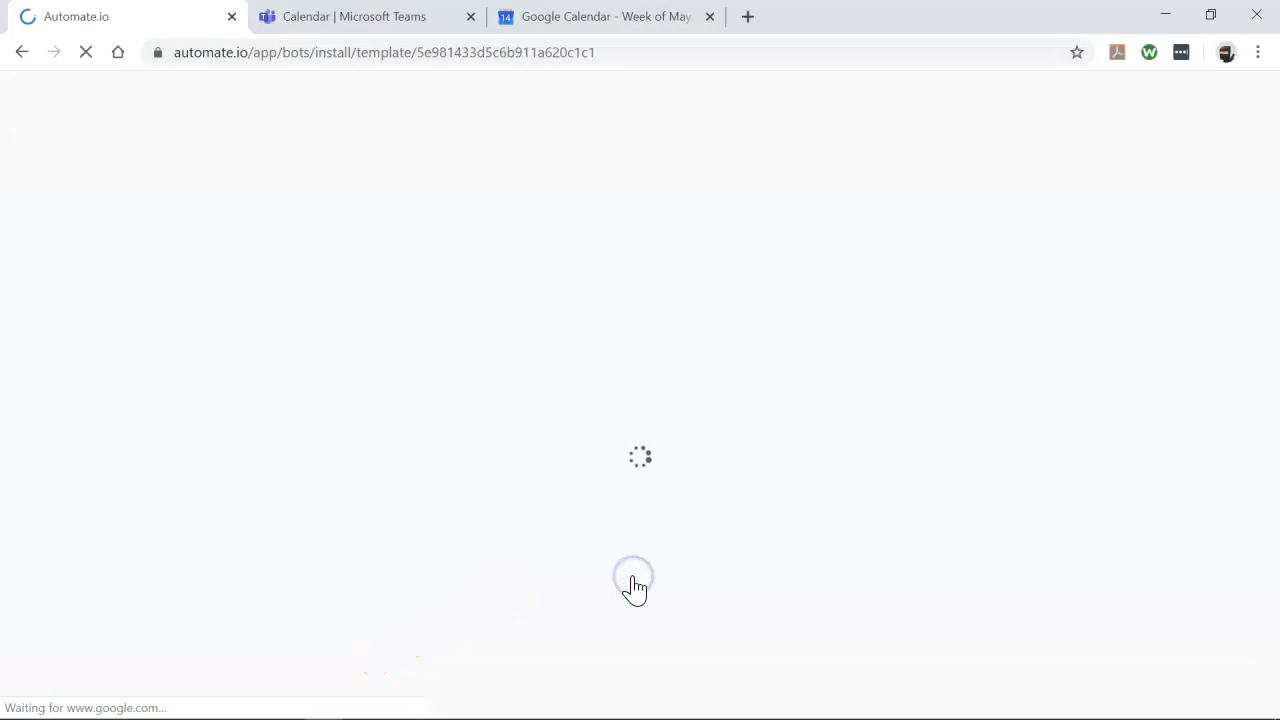 Automate.io
Calendar | Microsoft Teams
14
Google Calendar - Week of May
automate.io/app/bots/install/template/5e981433d5c6b911a620c1c1
W
Waiting for www.google.com...